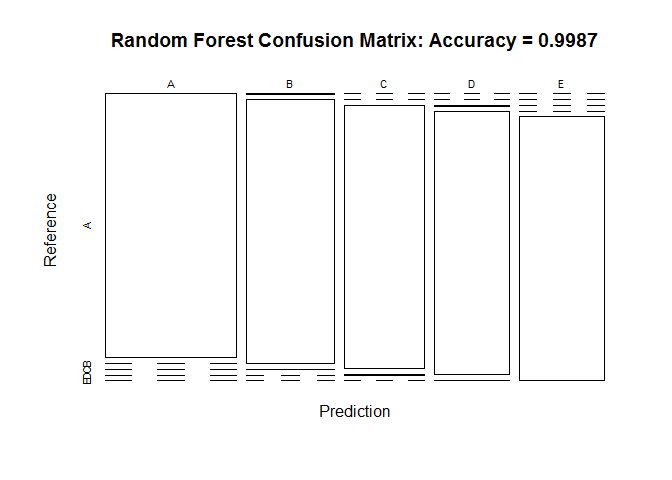 Random Forest Confusion Matrix: Accuracy = 0.9987
A B C D E
Reference
A
EDCB
Prediction